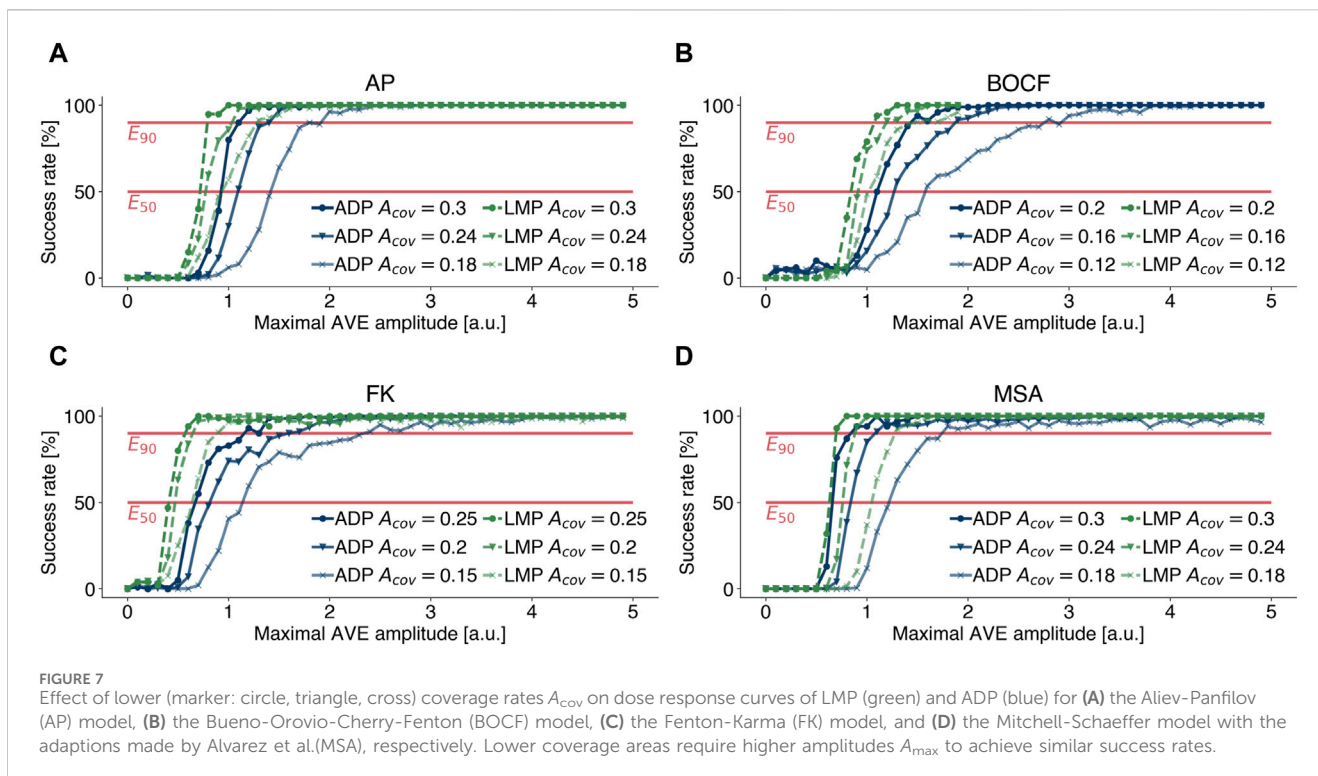 A
AP
100
50
0
Success rate [%]
E90
E50
ADP Acov = 0.3 LMP Acov = 0.3
ADP Acov = 0.24 LMP Acov = 0.24
ADP Acov = 0.18 LMP Acov = 0.18
0 1 2 3 4 5
Maximal AVE amplitude [a.u.]
B
BOCF
100
50
0
Success rate [%]
E90
E50
ADP Acov = 0.2 LMP Acov = 0.2
ADP Acov = 0.16 LMP Acov = 0.16
ADP Acov = 0.12 LMP Acov = 0.12
0 1 2 3 4 5
Maximal AVE amplitude [a.u.]
C
FK
100
50
0
Success rate [%]
E90
E50
ADP Acov = 0.25 LMP Acov = 0.25
ADP Acov = 0.2 LMP Acov = 0.2
ADP Acov = 0.15 LMP Acov = 0.15
0 1 2 3 4 5
Maximal AVE amplitude [a.u.]
D
MSA
100
50
0
Success rate [%]
E90
E50
ADP Acov = 0.3 LMP Acov = 0.3
ADP Acov = 0.24 LMP Acov = 0.24
ADP Acov = 0.18 LMP Acov = 0.18
0 1 2 3 4 5
Maximal AVE amplitude [a.u.]
FIGURE 7
Effect of lower (marker: circle, triangle, cross) coverage rates Acov on dose response curves of LMP (green) and ADP (blue) for (A) the Aliev-Panfilov
(AP) model, (B) the Bueno-Orovio-Cherry-Fenton (BOCF) model, (C) the Fenton-Karma (FK) model, and (D) the Mitchell-Schaeffer model with the
adaptions made by Alvarez et al.(MSA), respectively. Lower coverage areas require higher amplitudes Amax to achieve similar success rates.